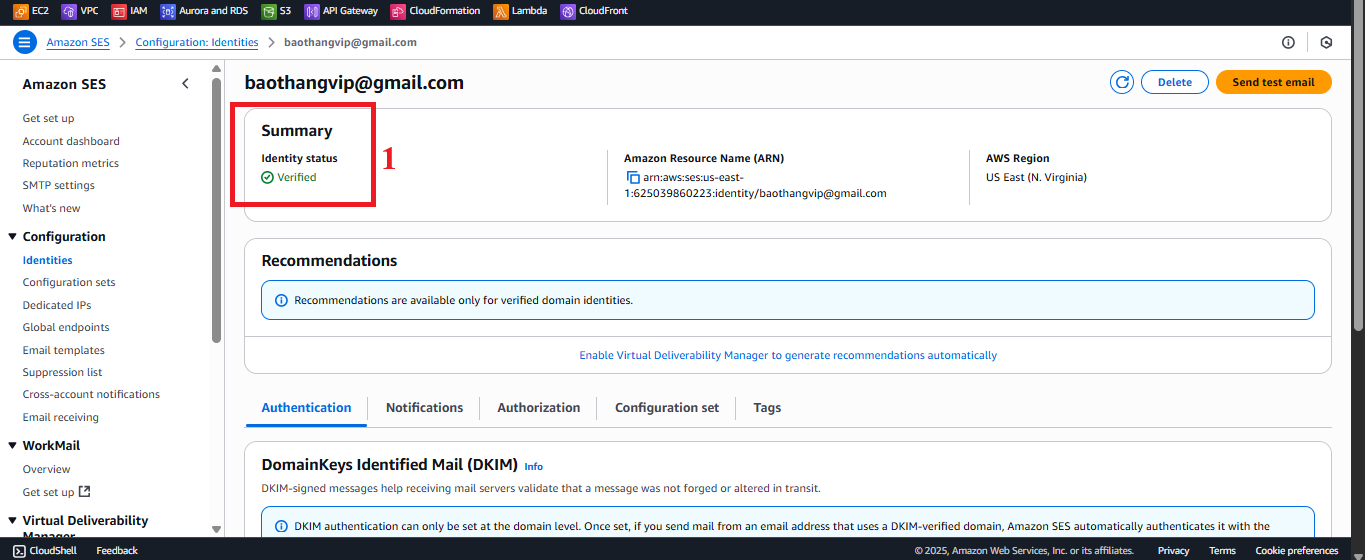 EC2 VPC IAM Aurora and RDS S3 API Gateway CloudFormation Lambda CloudFront
Amazon SES Configuration: Identities baothangvip@gmail.com
Amazon SES
Get set up
Account dashboard
Reputation metrics
SMTP settings
What's new
Configuration
Identities
Configuration sets
Dedicated IPs
Global endpoints
Email templates
Suppression list
Cross-account notifications
Email receiving
WorkMail
Overview
Get set up
Virtual Deliverability
Manager
baothangvip@gmail.com
Delete
Send test email
Summary
Identity status
Verified
1
Amazon Resource Name (ARN)
arn:aws:ses:us-east-
1:625039860223:identity/baothangvip@gmail.com
AWS Region
US East (N. Virginia)
Recommendations
Recommendations are available only for verified domain identities.
Enable Virtual Deliverability Manager to generate recommendations automatically
Authentication Notifications Authorization Configuration set Tags
DomainKeys Identified Mail (DKIM) Info
DKIM-signed messages help receiving mail servers validate that a message was not forged or altered in transit.
DKIM authentication can only be set at the domain level. Once set, if you send mail from an email address that uses a DKIM-verified domain, Amazon SES automatically authenticates it with the
CloudShell Feedback © 2025, Amazon Web Services, Inc. or its affiliates. Privacy Terms Cookie preferences